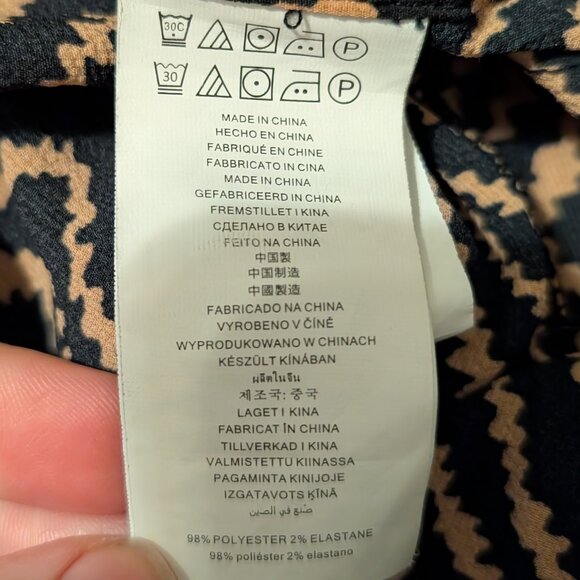 30C P
30 P
MADE IN CHINA
HECHO EN CHINA
FABRIQUÉ EN CHINE
FABBRICATO IN CINA
MADE IN CHINA
GEFABRICEERD IN CHINA
FREMSTILLET I KINA
СДЕЛАНО В КИТАЕ
FEITO NA CHINA
中国製
中国制造
中國製造
FABRICADO NA CHINA
VYROBENO V ČÍNĚ
WYPRODUKOWANO W CHINACH
KÉSZÜLT KÍNÁBAN
ผลิตในจีน
제조국: 중국
LAGET I KINA
FABRICAT ÎN CHINA
TILLVERKAD I KINA
VALMISTETTU KIINASSA
PAGAMINTA KINIJOJE
IZGATAVOTS ĶĪNĀ
صنع في الصين
98% POLYESTER 2% ELASTANE
98% poliéster 2% elastano